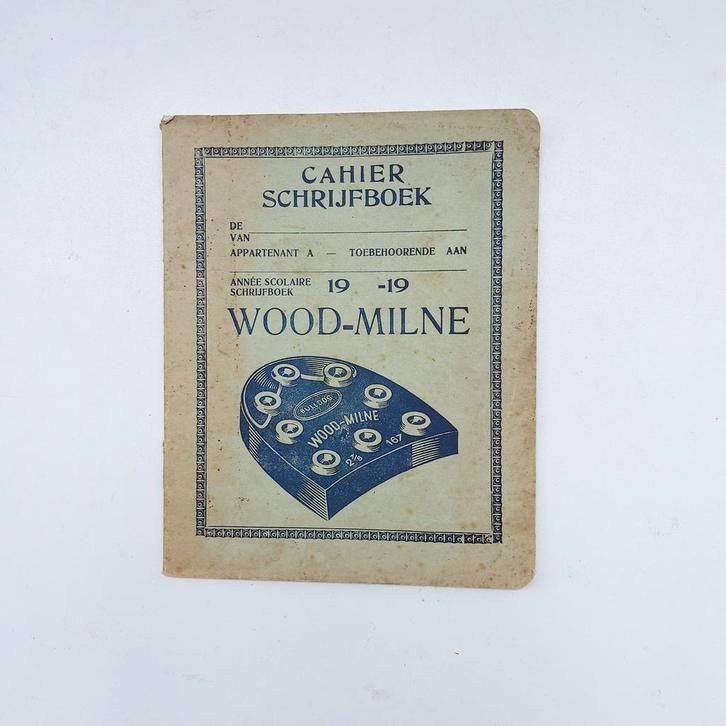 CAHIER
SCHRIJFBOEK
DE
VAN
APPARTENANT A — TOEBEHOORENDE AAN
ANNÉE SCOLAIRE 19 -19
SCHRIJFBOEK
WOOD-MILNE
BULLDOG
WOOD-MILNE
2⅞ 167